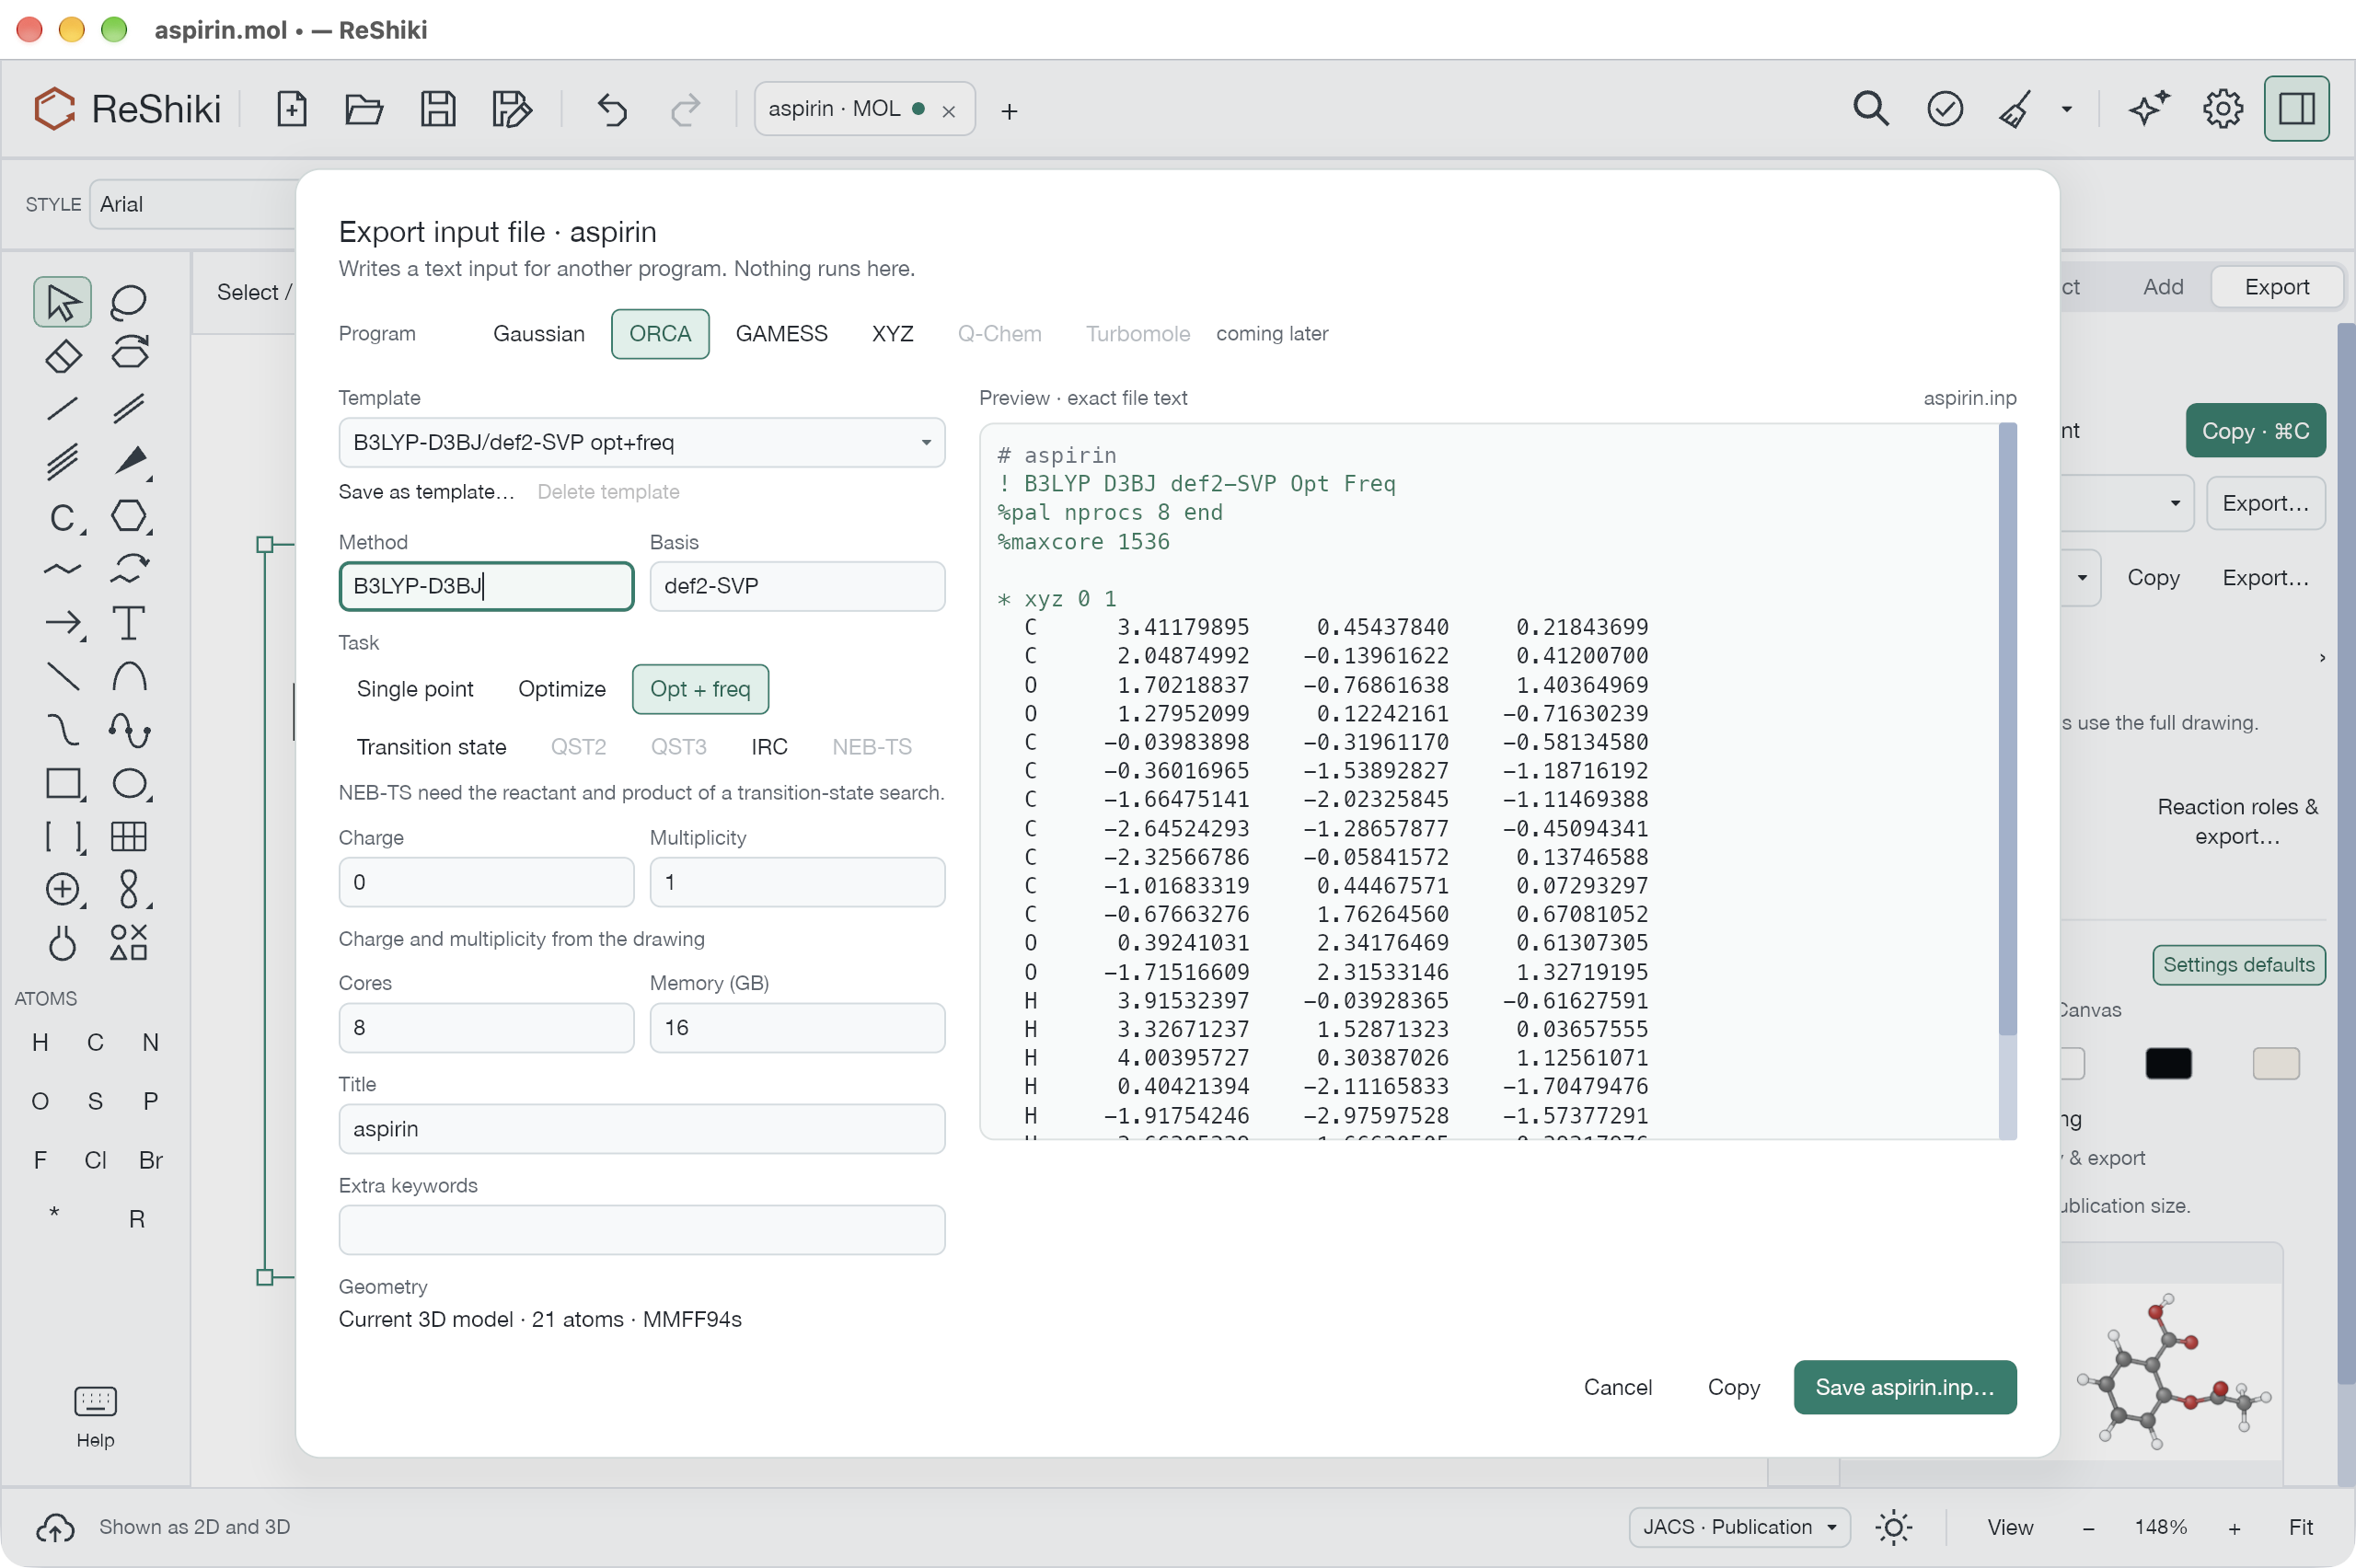 aspirin.mol • — ReShiki
ReShiki
aspirin · MOL
STYLE
Arial
Select /
ct
Add
Export
nt
Copy · ⌘C
Export...
Copy
Export...
s use the full drawing.
Reaction roles &
export...
Settings defaults
Canvas
ng
& export
ublication size.
C
T
ATOMS
H C N
O S P
F Cl Br
* R
Help
Export input file · aspirin
Writes a text input for another program. Nothing runs here.
Program
Gaussian
ORCA
GAMESS
XYZ
Q-Chem
Turbomole
coming later
Template
B3LYP-D3BJ/def2-SVP opt+freq
Save as template...
Delete template
Method
Basis
B3LYP-D3BJ
def2-SVP
Task
Single point
Optimize
Opt + freq
Transition state
QST2
QST3
IRC
NEB-TS
NEB-TS need the reactant and product of a transition-state search.
Charge
Multiplicity
0
1
Charge and multiplicity from the drawing
Cores
Memory (GB)
8
16
Title
aspirin
Extra keywords
Geometry
Current 3D model · 21 atoms · MMFF94s
Preview · exact file text
aspirin.inp
# aspirin
! B3LYP D3BJ def2−SVP Opt Freq
%pal nprocs 8 end
%maxcore 1536
* xyz 0 1
C 3.41179895 0.45437840 0.21843699
C 2.04874992 −0.13961622 0.41200700
O 1.70218837 −0.76861638 1.40364969
O 1.27952099 0.12242161 −0.71630239
C −0.03983898 −0.31961170 −0.58134580
C −0.36016965 −1.53892827 −1.18716192
C −1.66475141 −2.02325845 −1.11469388
C −2.64524293 −1.28657877 −0.45094341
C −2.32566786 −0.05841572 0.13746588
C −1.01683319 0.44467571 0.07293297
C −0.67663276 1.76264560 0.67081052
O 0.39241031 2.34176469 0.61307305
O −1.71516609 2.31533146 1.32719195
H 3.91532397 −0.03928365 −0.61627591
H 3.32671237 1.52871323 0.03657555
H 4.00395727 0.30387026 1.12561071
H 0.40421394 −2.11165833 −1.70479476
H −1.91754246 −2.97597528 −1.57377291
Cancel
Copy
Save aspirin.inp...
Shown as 2D and 3D
JACS · Publication
View
−
148%
+
Fit